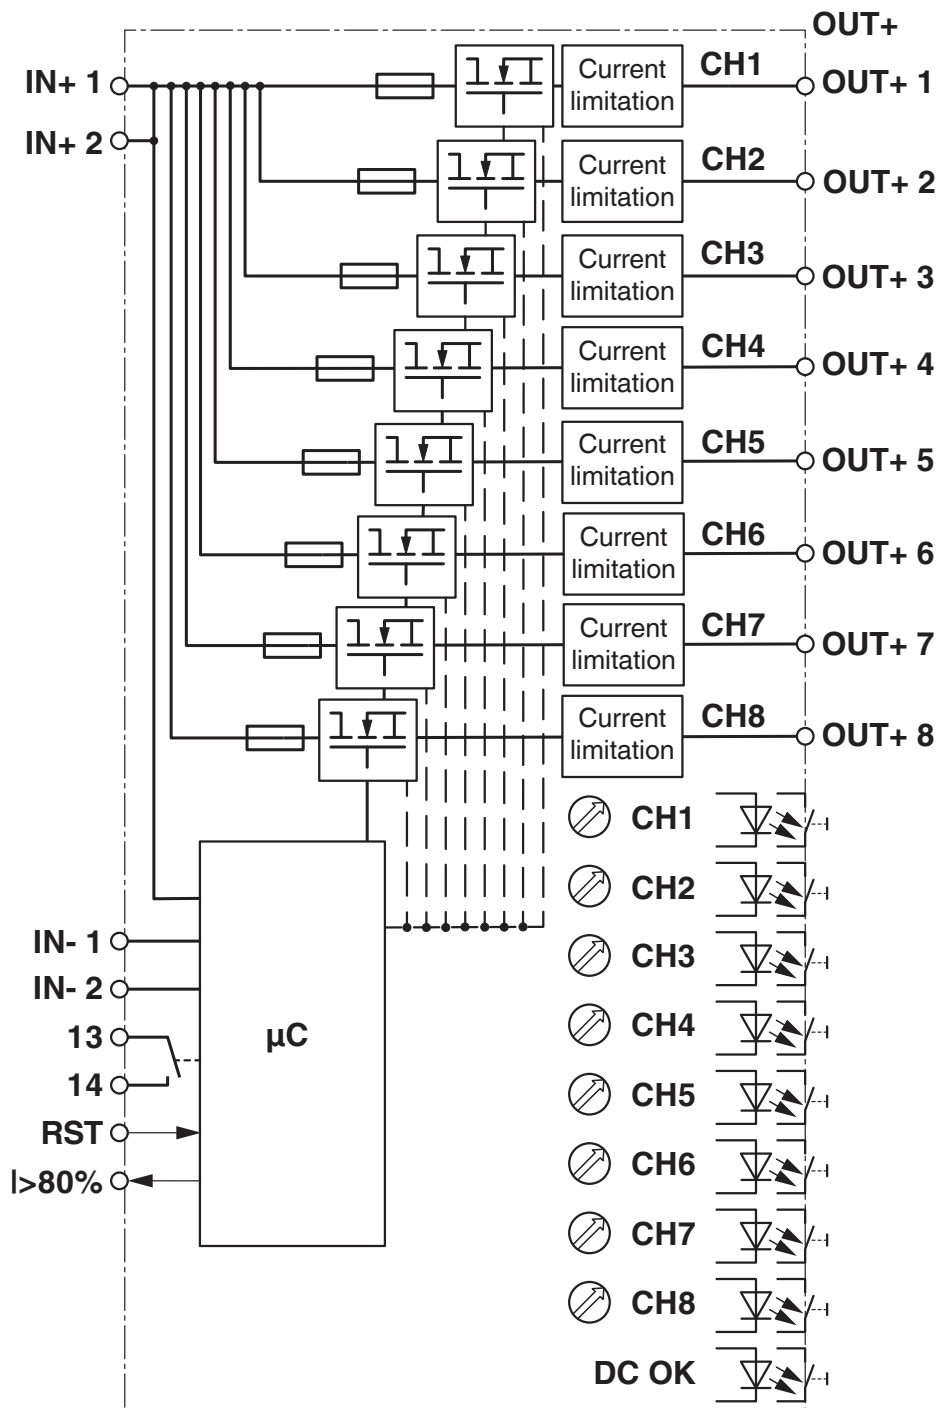 OUT+
IN+ 1
Current
limitation
CH1
OUT+ 1
IN+ 2
Current
limitation
CH2
OUT+ 2
Current
limitation
CH3
OUT+ 3
Current
limitation
CH4
OUT+ 4
Current
limitation
CH5
OUT+ 5
Current
limitation
CH6
OUT+ 6
Current
limitation
CH7
OUT+ 7
Current
limitation
CH8
OUT+ 8
IN- 1
IN- 2
13
14
RST
I>80%
µC
CH1
CH2
CH3
CH4
CH5
CH6
CH7
CH8
DC OK